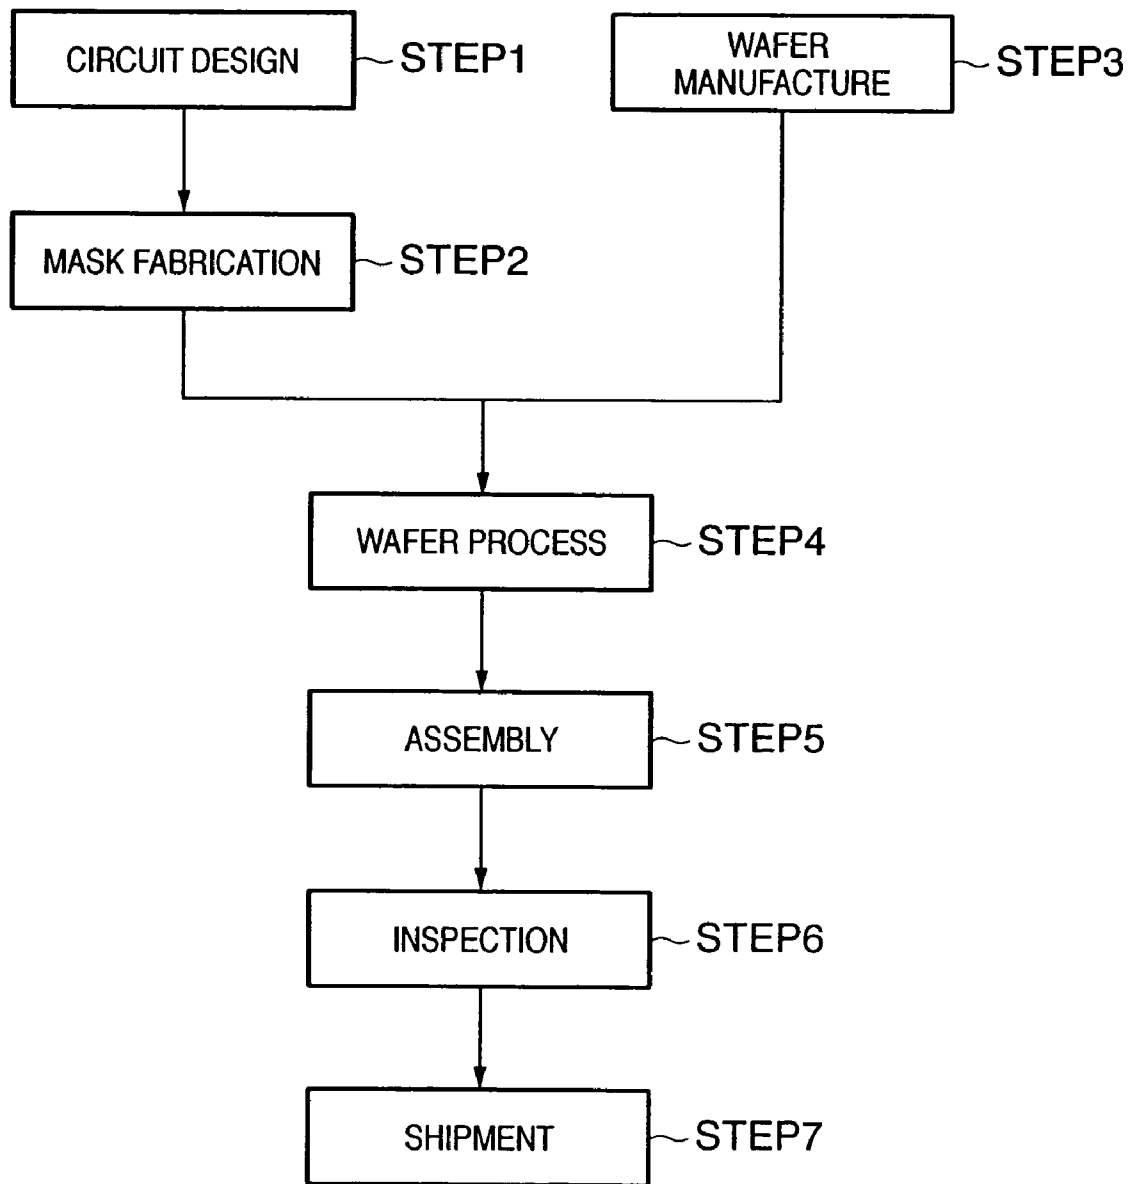 CIRCUIT DESIGN
STEP1
WAFER
MANUFACTURE
STEP3
MASK FABRICATION
STEP2
WAFER PROCESS
STEP4
ASSEMBLY
STEP5
INSPECTION
STEP6
SHIPMENT
STEP7